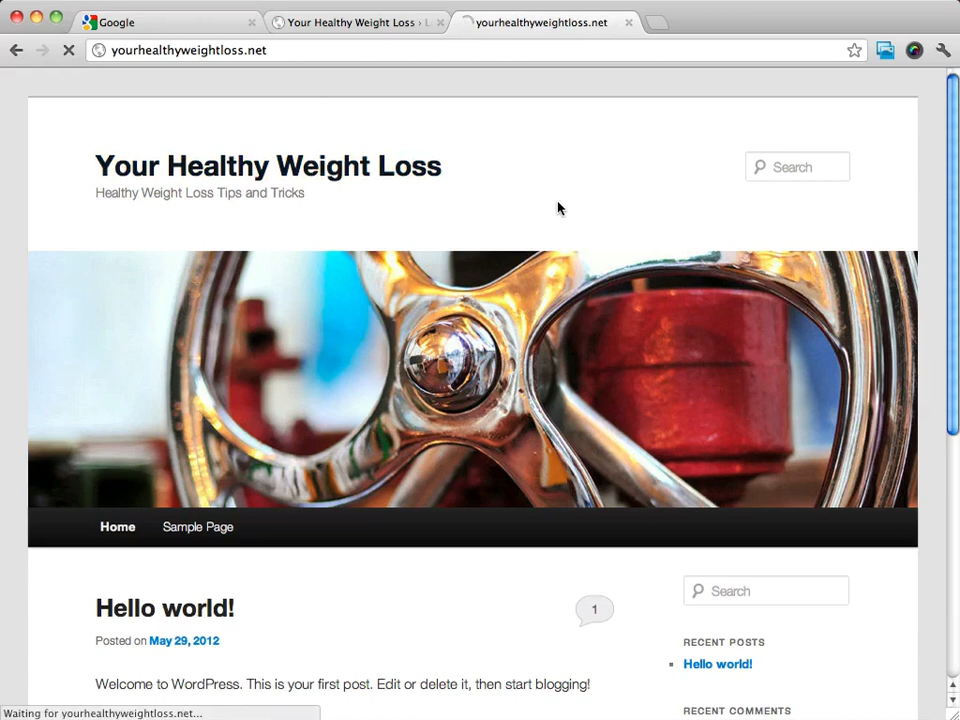 Google
Your Healthy Weight Loss ›
yourhealthyweightloss.net
yourhealthyweightloss.net
Your Healthy Weight Loss
Search
Healthy Weight Loss Tips and Tricks
Home
Sample Page
Search
Hello world!
1
Posted on May 29, 2012
RECENT POSTS
Hello world!
Welcome to WordPress. This is your first post. Edit or delete it, then start blogging!
RECENT COMMENTS
Waiting for yourhealthyweightloss.net...